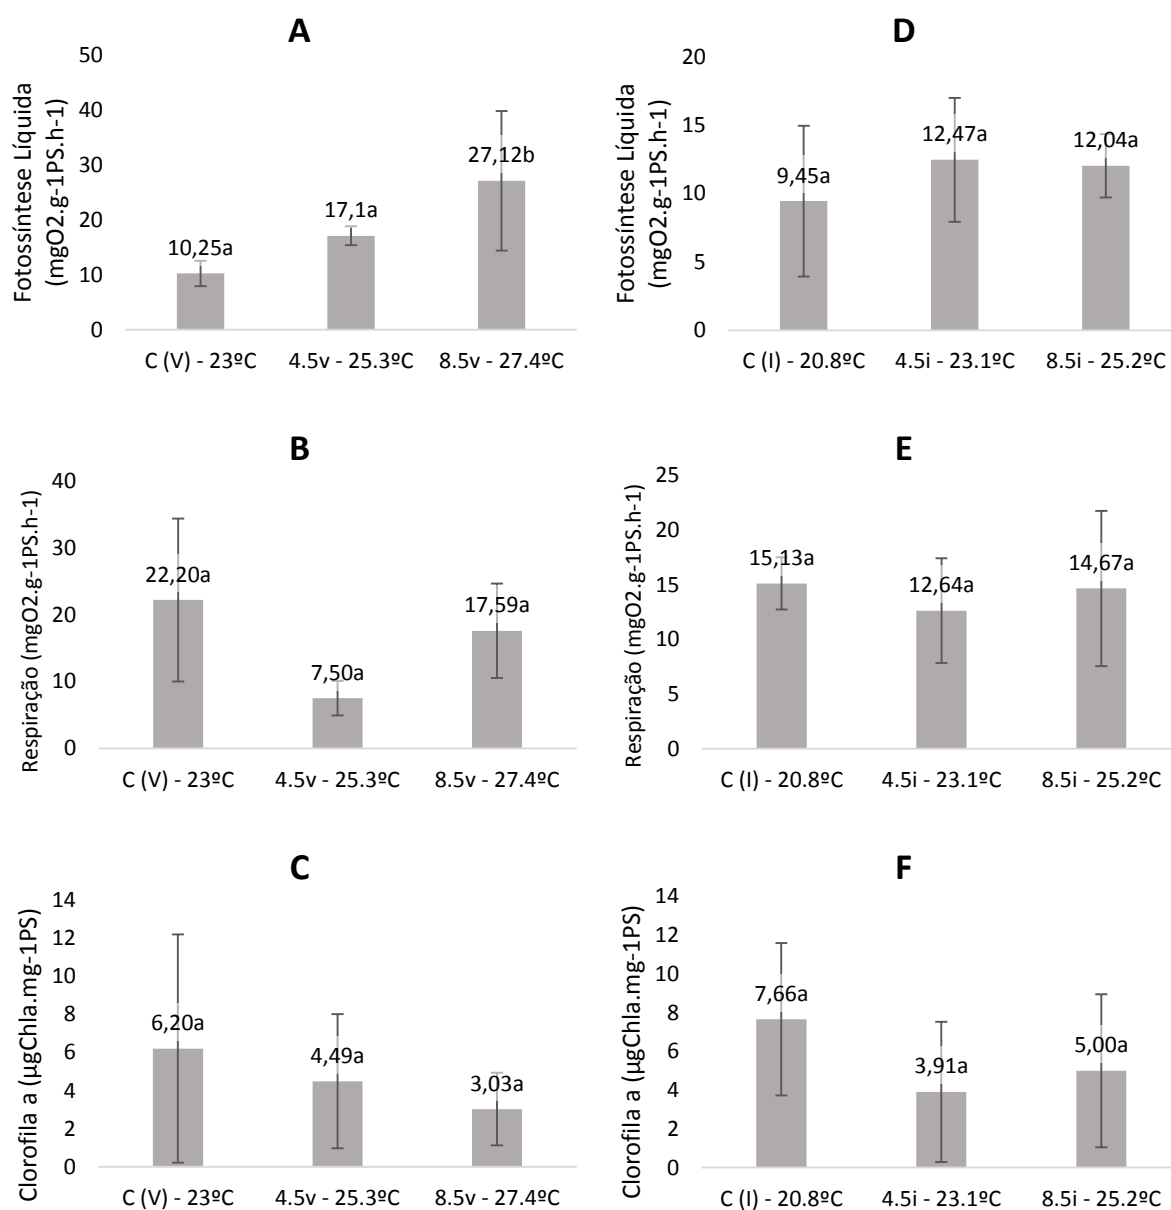 A
Fotossíntese Líquida
(mgO2.g-1PS.h-1)
50
40
30
20
10
0
10,25a
17,1a
27,12b
C (V) - 23ºC
4.5v - 25.3ºC
8.5v - 27.4ºC
D
Fotossíntese Líquida
(mgO2.g-1PS.h-1)
20
15
10
5
0
9,45a
12,47a
12,04a
C (I) - 20.8ºC
4.5i - 23.1ºC
8.5i - 25.2ºC
B
Respiração (mgO2.g-1PS.h-1)
40
30
20
10
0
22,20a
7,50a
17,59a
C (V) - 23ºC
4.5v - 25.3ºC
8.5v - 27.4ºC
E
Respiração (mgO2.g-1PS.h-1)
25
20
15
10
5
0
15,13a
12,64a
14,67a
C (I) - 20.8ºC
4.5i - 23.1ºC
8.5i - 25.2ºC
C
Clorofila a (µgChla.mg-1PS)
14
12
10
8
6
4
2
0
6,20a
4,49a
3,03a
C (V) - 23ºC
4.5v - 25.3ºC
8.5v - 27.4ºC
F
Clorofila a (µgChla.mg-1PS)
14
12
10
8
6
4
2
0
7,66a
3,91a
5,00a
C (I) - 20.8ºC
4.5i - 23.1ºC
8.5i - 25.2ºC